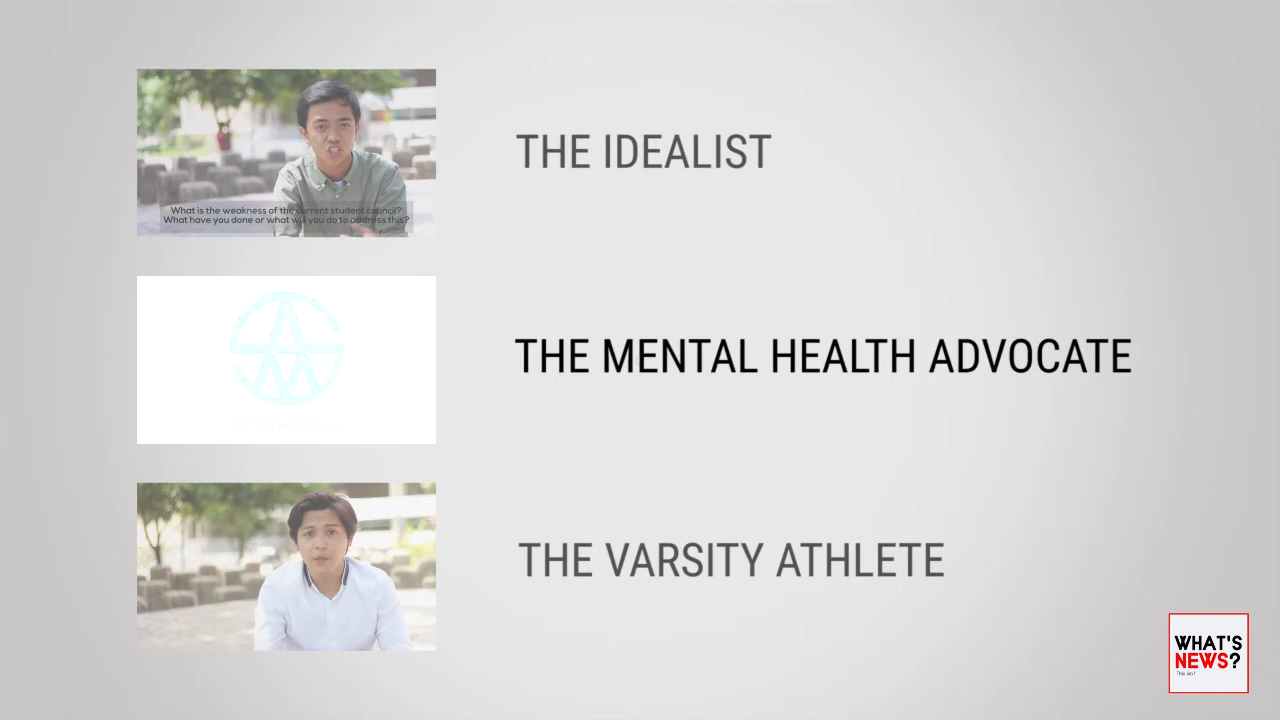 THE IDEALIST
What is the weakness of the current student council?
What have you done or what will you do to address this?
THE MENTAL HEALTH ADVOCATE
THE VARSITY ATHLETE
WHAT'S
NEWS?